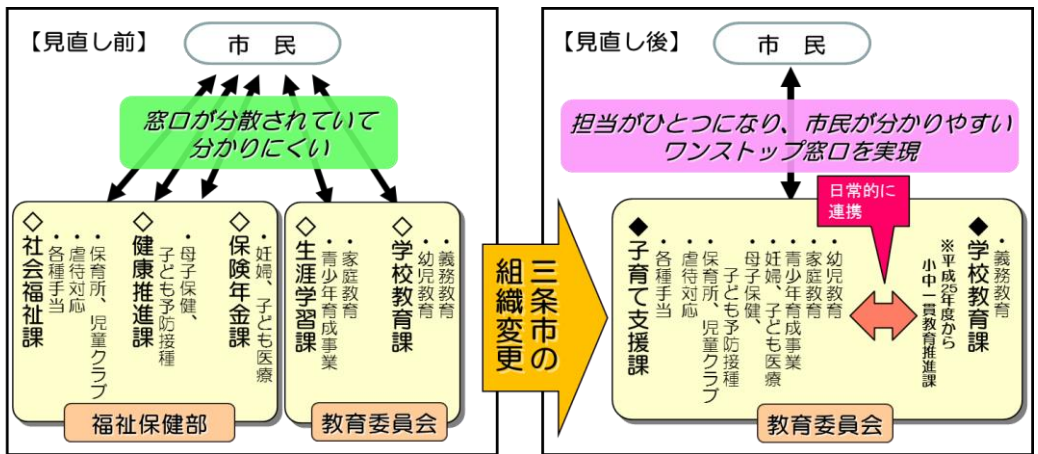 【見直し前】
市 民
窓口が分散されていて
分かりにくい
◇学校教育課
・義務教育
・幼児教育
◇生涯学習課
・家庭教育
・青少年育成事業
教育委員会
◇保険年金課
・妊婦、子ども医療
◇健康推進課
・母子保健、
子ども予防接種
◇社会福祉課
・保育所、児童クラブ
・虐待対応
・各種手当
福祉保健部
三条市の
組織変更
【見直し後】
市 民
担当がひとつになり、市民が分かりやすい
ワンストップ窓口を実現
日常的に
連携
◆学校教育課
・義務教育
※平成25年度から
小中一貫教育推進課
◆子育て支援課
・幼児教育
・家庭教育
・青少年育成事業
・妊婦、子ども医療
・母子保健、
子ども予防接種
・保育所、児童クラブ
・虐待対応
・各種手当
教育委員会